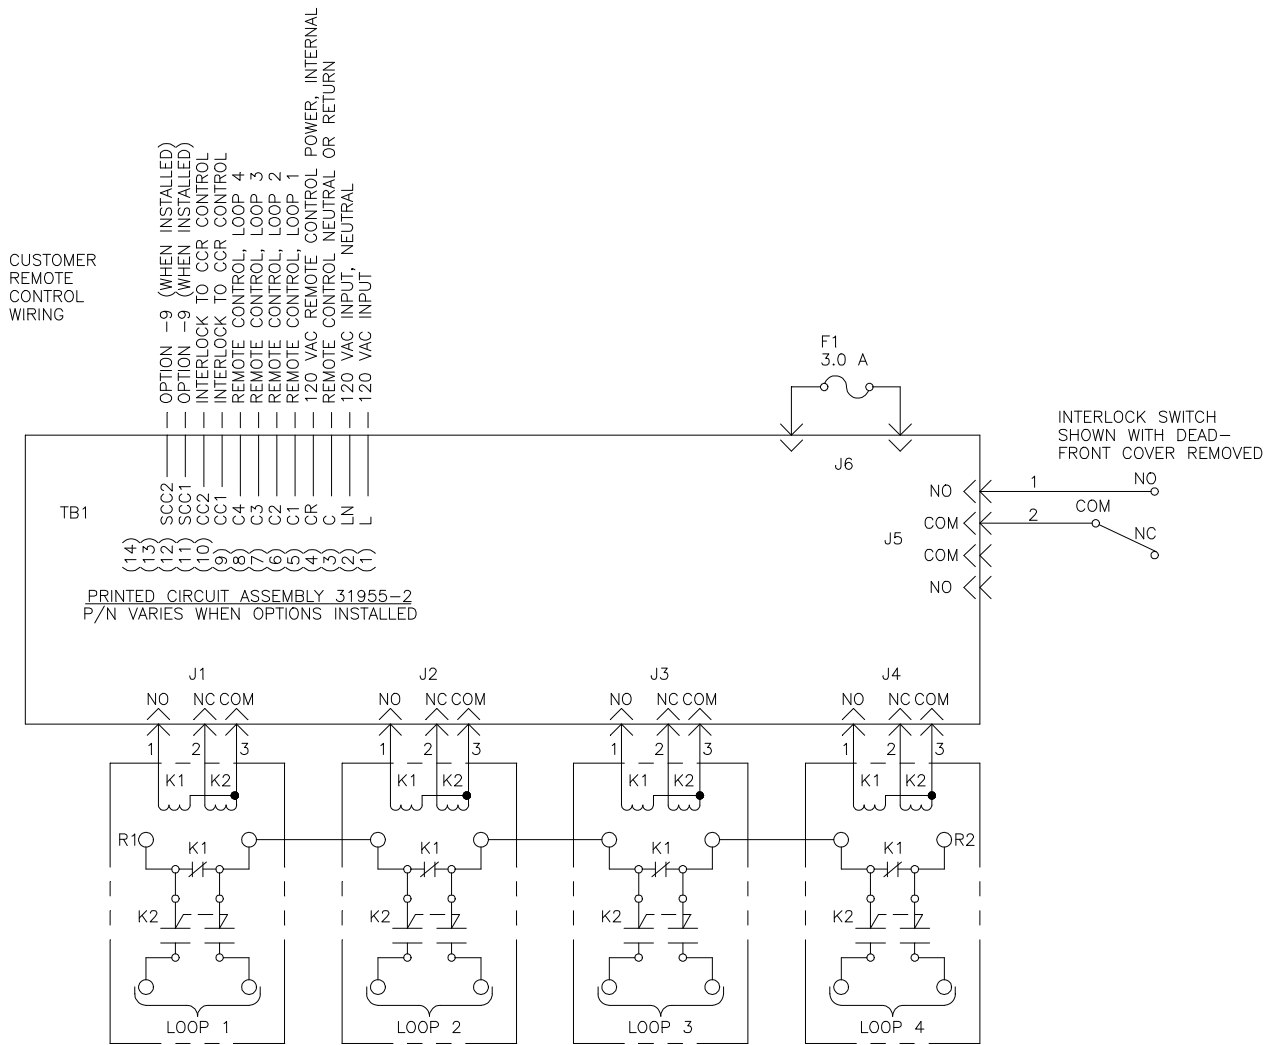 CUSTOMER
REMOTE
CONTROL
WIRING
OPTION -9 (WHEN INSTALLED)
OPTION -9 (WHEN INSTALLED)
INTERLOCK TO CCR CONTROL
INTERLOCK TO CCR CONTROL
REMOTE CONTROL, LOOP 4
REMOTE CONTROL, LOOP 3
REMOTE CONTROL, LOOP 2
REMOTE CONTROL, LOOP 1
120 VAC REMOTE CONTROL POWER, INTERNAL
REMOTE CONTROL NEUTRAL OR RETURN
120 VAC INPUT, NEUTRAL
120 VAC INPUT
F1
3.0 A
J6
INTERLOCK SWITCH
SHOWN WITH DEAD-
FRONT COVER REMOVED
TB1
SCC2
SCC1
CC2
CC1
C4
C3
C2
C1
CR
C
LN
L
(14)
(13)
(12)
(11)
(10)
(9)
(8)
(7)
(6)
(5)
(4)
(3)
(2)
(1)
PRINTED CIRCUIT ASSEMBLY 31955-2
P/N VARIES WHEN OPTIONS INSTALLED
J5
NO 1 NO
COM 2 COM
COM NC
NO
J1 J2 J3 J4
NO NC COM NO NC COM NO NC COM NO NC COM
1 2 3 1 2 3 1 2 3 1 2 3
K1 K2 K1 K2 K1 K2 K1 K2
R1 K1 K1 K1 K1 R2
K2 K2 K2 K2
LOOP 1 LOOP 2 LOOP 3 LOOP 4